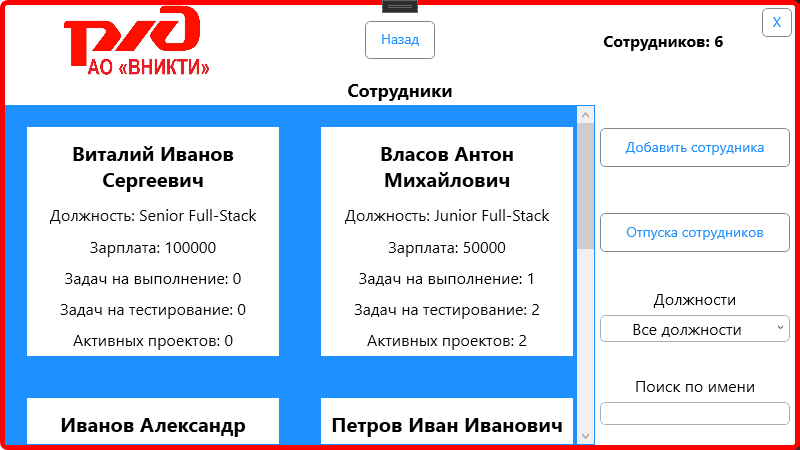 РЖД
АО «ВНИКТИ»
Назад
Сотрудников: 6
X
Сотрудники
Виталий Иванов
Сергеевич
Должность: Senior Full-Stack
Зарплата: 100000
Задач на выполнение: 0
Задач на тестирование: 0
Активных проектов: 0
Власов Антон
Михайлович
Должность: Junior Full-Stack
Зарплата: 50000
Задач на выполнение: 1
Задач на тестирование: 2
Активных проектов: 2
Иванов Александр
Петров Иван Иванович
Добавить сотрудника
Отпуска сотрудников
Должности
Все должности
Поиск по имени